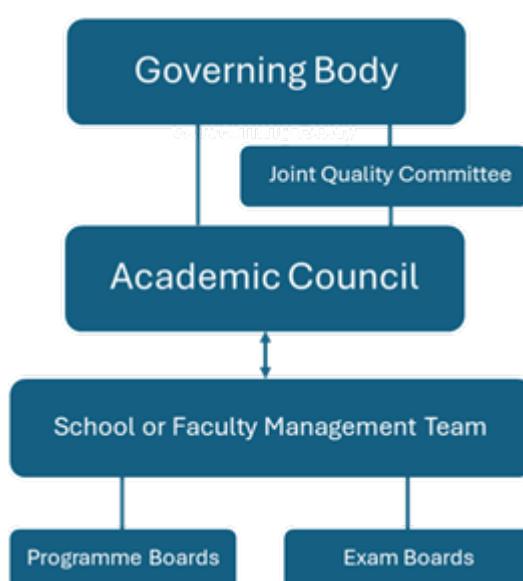 Governing Body
Joint Quality Committee
Academic Council
School or Faculty Management Team
Programme Boards
Exam Boards